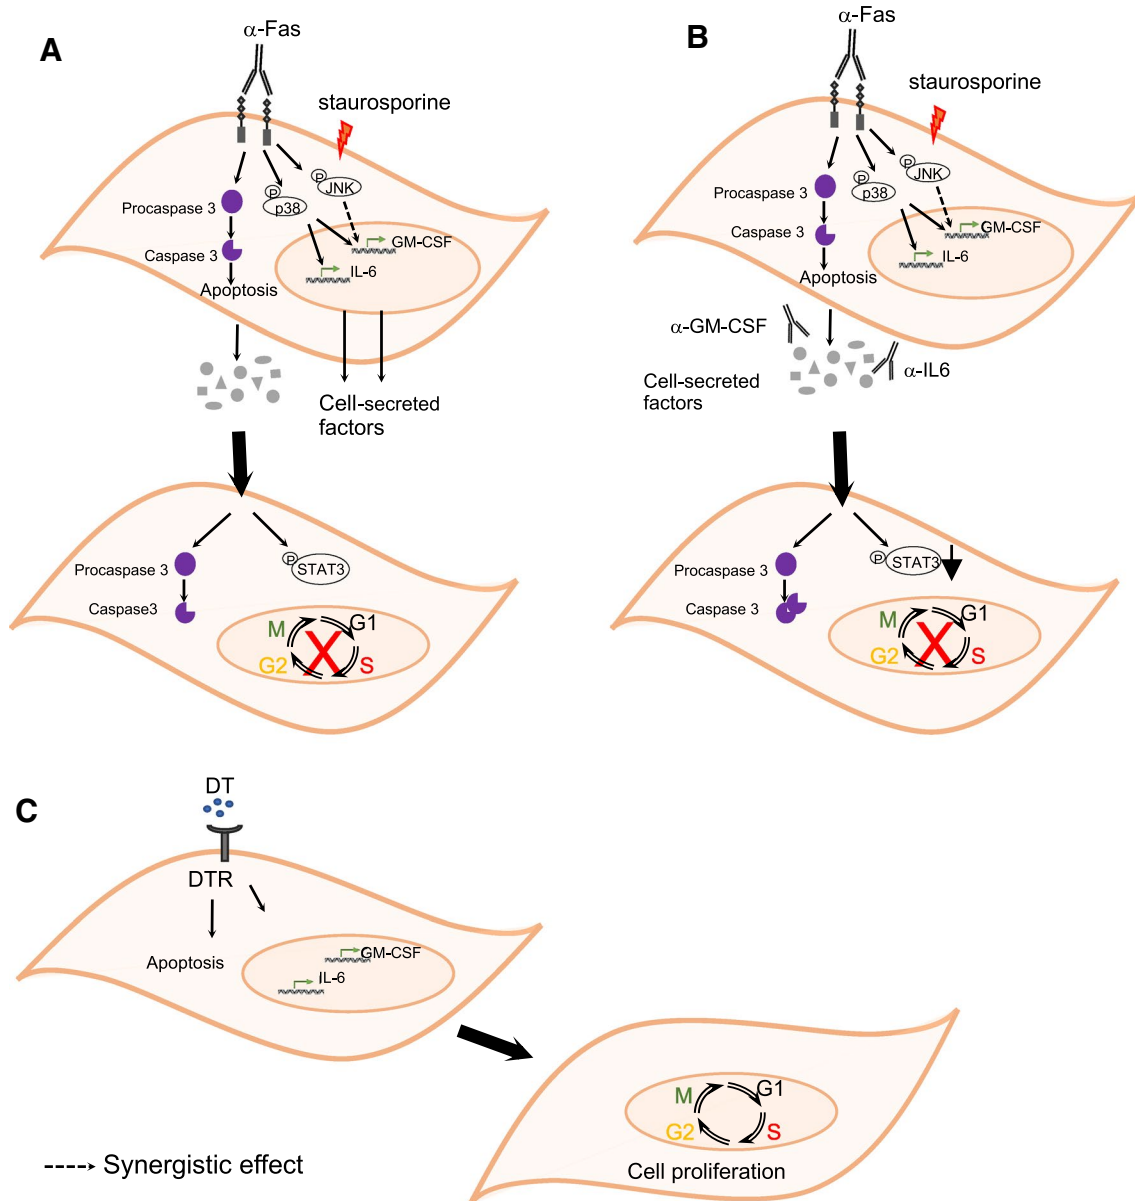 A
α-Fas
staurosporine
P
JNK
P
p38
Procaspase 3
Caspase 3
Apoptosis
GM-CSF
IL-6
Cell-secreted
factors
Procaspase 3
Caspase3
P
STAT3
M
G1
G2
S
B
α-Fas
staurosporine
P
JNK
P
p38
Procaspase 3
Caspase 3
Apoptosis
GM-CSF
IL-6
α-GM-CSF
α-IL6
Cell-secreted
factors
Procaspase 3
Caspase 3
P
STAT3
M
G1
G2
S
C
DT
DTR
Apoptosis
GM-CSF
IL-6
M
G1
G2
S
Cell proliferation
Synergistic effect